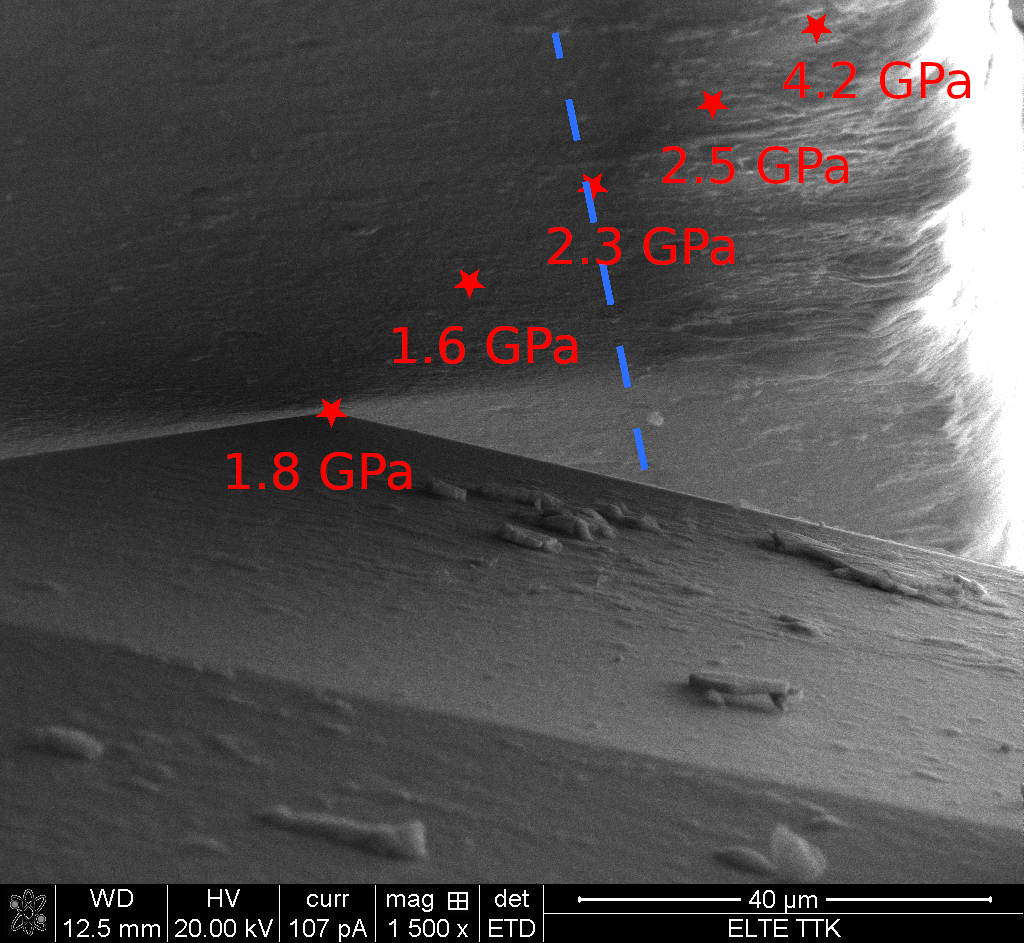 4.2 GPa
2.5 GPa
2.3 GPa
1.6 GPa
1.8 GPa
WD
12.5 mm
HV
20.00 kV
curr
107 pA
mag
1 500 x
det
ETD
40 µm
ELTE TTK